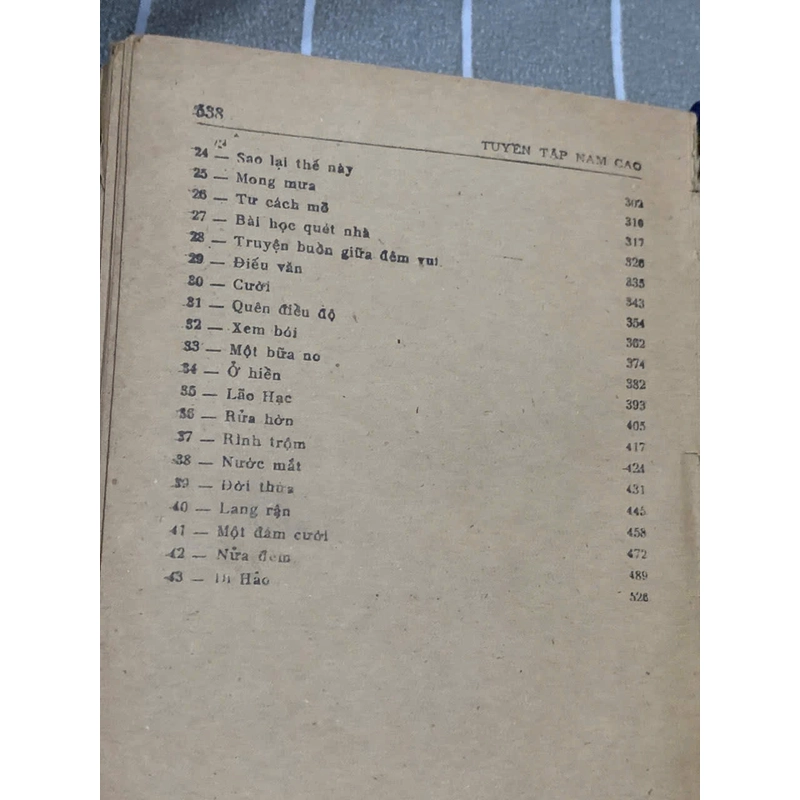 538
TUYỂN TẬP NAM CAO
24 — Sao lại thế này 302
25 — Mong mưa 316
26 — Tư cách mõ 317
27 — Bài học quét nhà 326
28 — Truyện buồn giữa đêm vui 335
29 — Điếu văn 343
30 — Cười 354
31 — Quên điều độ 362
32 — Xem bói 374
33 — Một bữa no 382
34 — Ở hiền 393
35 — Lão Hạc 405
36 — Rửa hờn 417
37 — Rình trộm 424
38 — Nước mắt 431
39 — Đời thừa 445
40 — Lang rận 458
41 — Một đám cưới 472
42 — Nửa đêm 489
43 — Dì Hảo 526